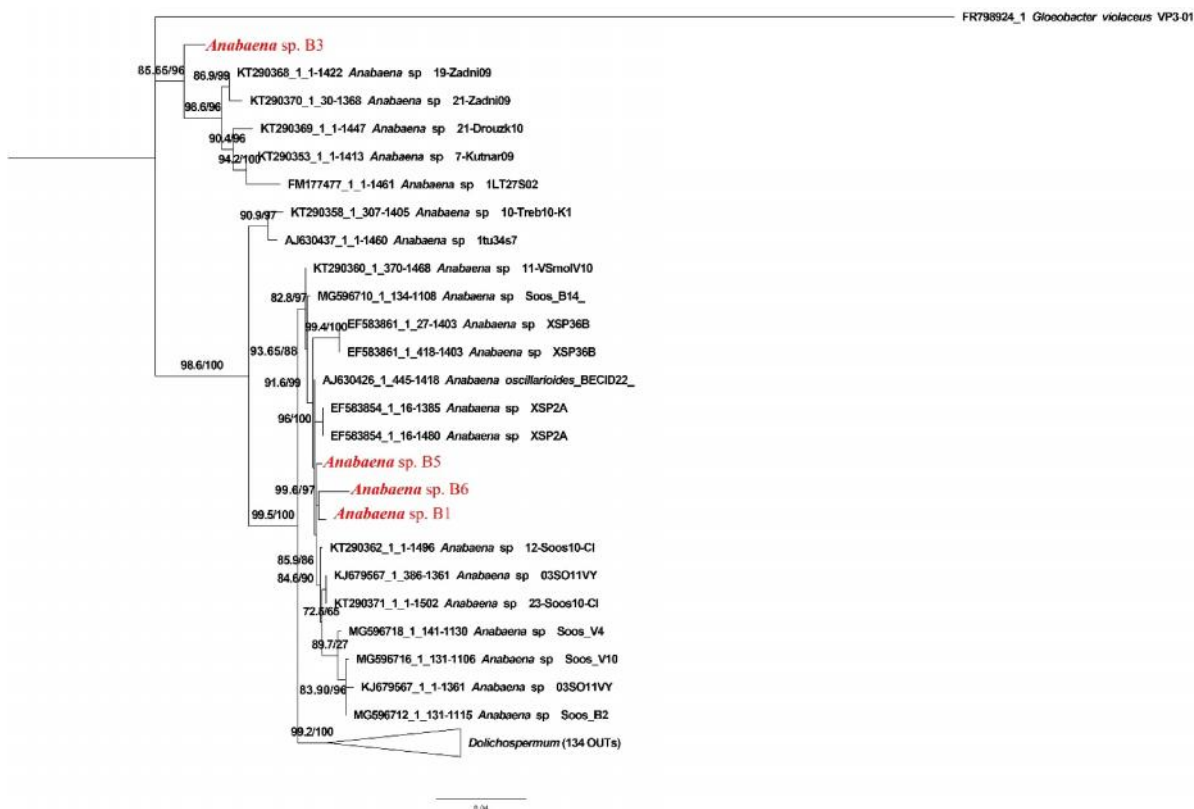 FR798924_1 Gloeobacter violaceus VP3-01
Anabaena sp. B3
85.65/96
86.9/99
KT290368_1_1-1422 Anabaena sp 19-Zadni09
KT290370_1_30-1368 Anabaena sp 21-Zadni09
98.6/96
KT290369_1_1-1447 Anabaena sp 21-Drouzk10
90.4/96
94.2/100
KT290353_1_1-1413 Anabaena sp 7-Kutnar09
FM177477_1_1-1461 Anabaena sp 1LT27S02
90.9/97
KT290358_1_307-1405 Anabaena sp 10-Treb10-K1
AJ630437_1_1-1460 Anabaena sp 1tu34s7
KT290360_1_370-1468 Anabaena sp 11-VSmolV10
82.8/97
MG596710_1_134-1108 Anabaena sp Soos_B14_
99.4/100
EF583861_1_27-1403 Anabaena sp XSP36B
93.65/88
EF583861_1_418-1403 Anabaena sp XSP36B
98.6/100
91.6/99
AJ630426_1_445-1418 Anabaena oscillarioides_BECID22_
EF583854_1_16-1385 Anabaena sp XSP2A
96/100
EF583854_1_16-1480 Anabaena sp XSP2A
Anabaena sp. B5
99.6/97
Anabaena sp. B6
Anabaena sp. B1
99.5/100
KT290362_1_1-1496 Anabaena sp 12-Soos10-Cl
85.9/86
84.6/90
KJ679567_1_386-1361 Anabaena sp 03SO11VY
KT290371_1_1-1502 Anabaena sp 23-Soos10-Cl
72.6/65
MG596718_1_141-1130 Anabaena sp Soos_V4
89.7/27
MG596716_1_131-1106 Anabaena sp Soos_V10
83.90/96
KJ679567_1_1-1361 Anabaena sp 03SO11VY
MG596712_1_131-1115 Anabaena sp Soos_B2
99.2/100
Dolichospermum (134 OUTs)
0.04